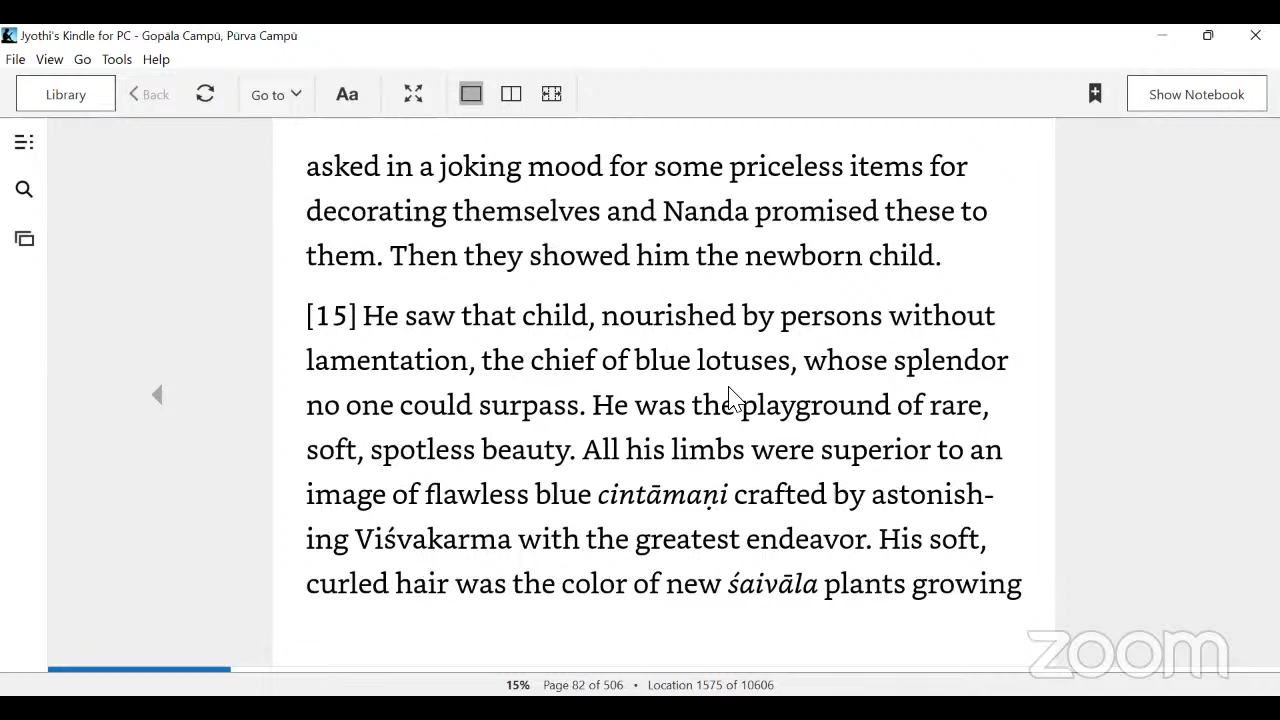 Jyothi's Kindle for PC - Gopāla Campū, Pūrva Campū
File View Go Tools Help
Library Back Go to Aa Show Notebook
asked in a joking mood for some priceless items for
decorating themselves and Nanda promised these to
them. Then they showed him the newborn child.
[15] He saw that child, nourished by persons without
lamentation, the chief of blue lotuses, whose splendor
no one could surpass. He was the playground of rare,
soft, spotless beauty. All his limbs were superior to an
image of flawless blue cintāmaṇi crafted by astonish-
ing Viśvakarma with the greatest endeavor. His soft,
curled hair was the color of new śaivāla plants growing
zoom
15% Page 82 of 506 • Location 1575 of 10606